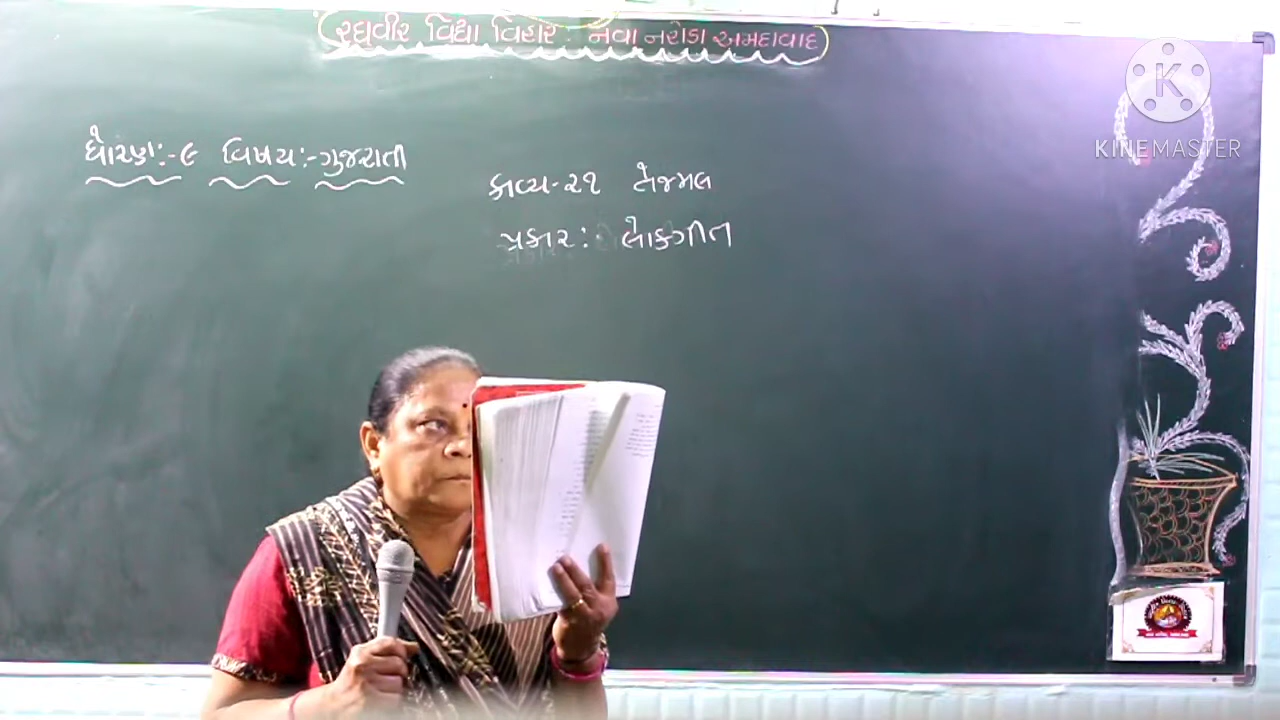 રઘુવીર વિદ્યા વિહાર : નવા નરોડા અમદાવાદ
ધોરણ:-૯ વિષય:-ગુજરાતી
કાવ્ય-૨૧ તેજમલ
પ્રકાર: લોકગીત
K
KINEMASTER